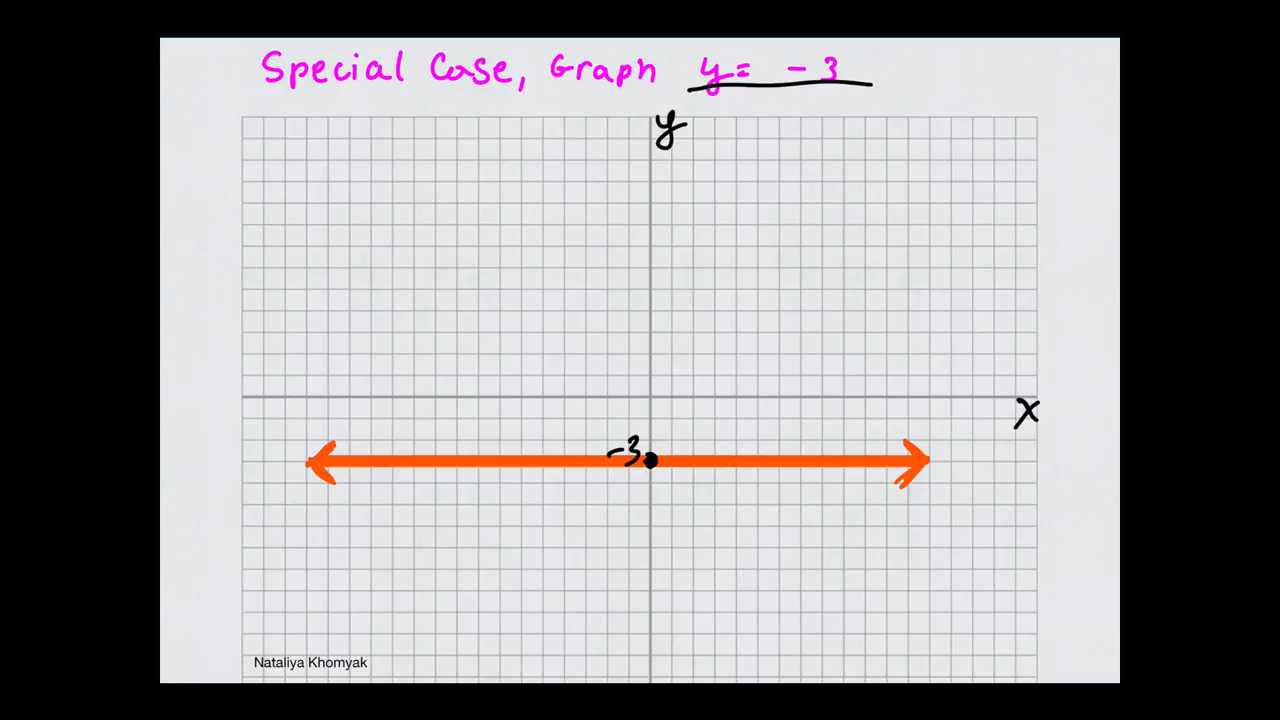 Special Case, Graph y = -3
y
x
-3
Nataliya Khomyak